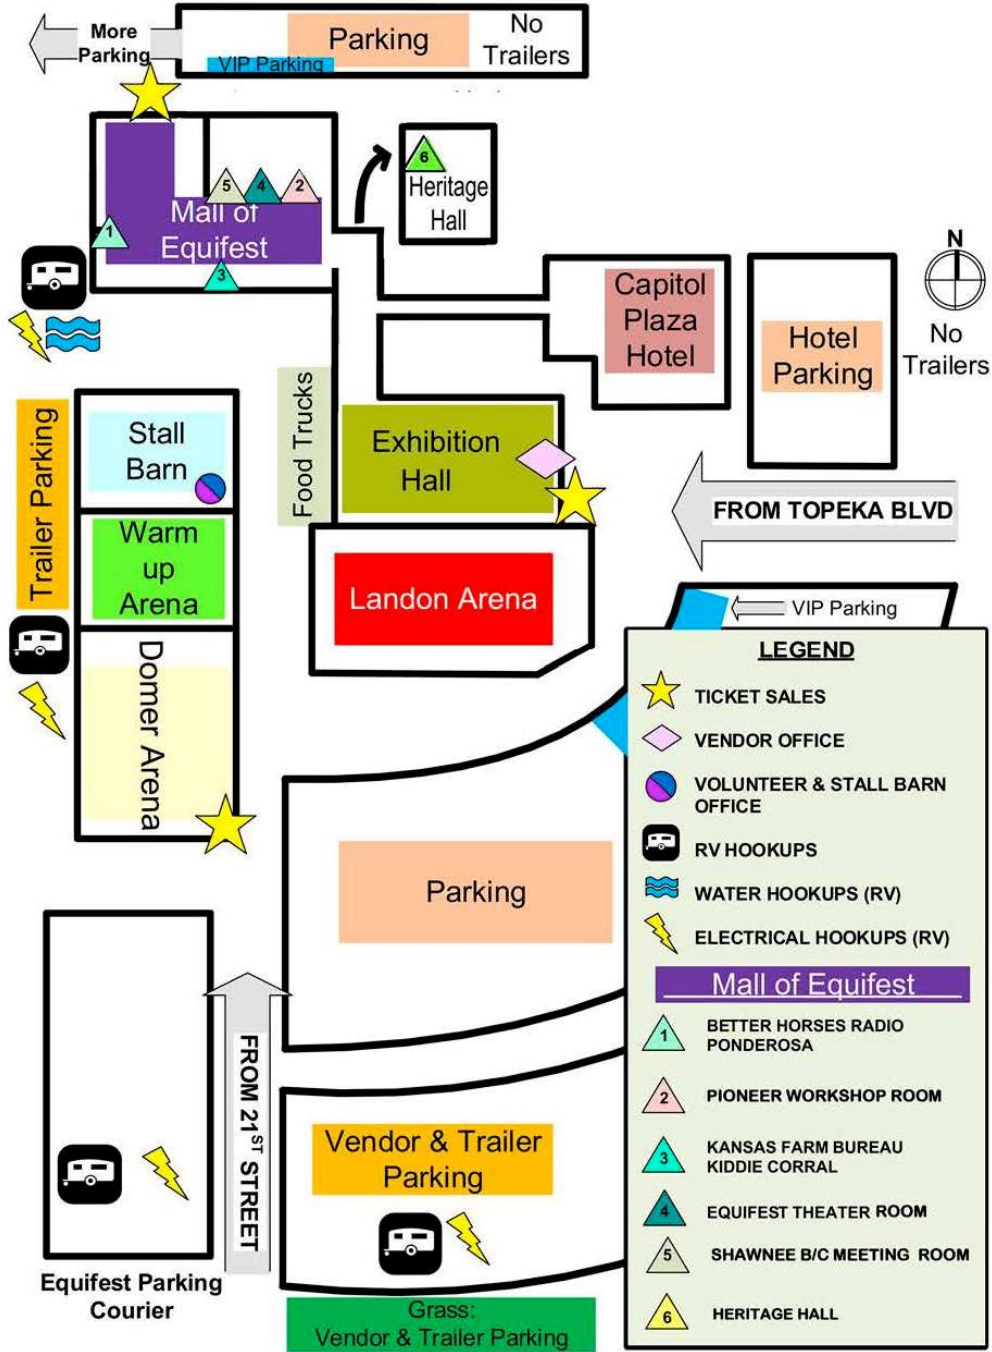 More
Parking
Parking
No
Trailers
VIP Parking
6
Heritage
Hall
5
4
2
1
Mall of
Equifest
3
N
No
Trailers
Capitol
Plaza
Hotel
Hotel
Parking
Trailer Parking
Stall
Barn
Food Trucks
Exhibition
Hall
FROM TOPEKA BLVD
Warm
up
Arena
Landon Arena
VIP Parking
Domer Arena
Parking
FROM 21ST STREET
Vendor & Trailer
Parking
Equifest Parking
Courier
Grass:
Vendor & Trailer Parking
LEGEND
TICKET SALES
VENDOR OFFICE
VOLUNTEER & STALL BARN
OFFICE
RV HOOKUPS
WATER HOOKUPS (RV)
ELECTRICAL HOOKUPS (RV)
Mall of Equifest
1 BETTER HORSES RADIO
PONDEROSA
2 PIONEER WORKSHOP ROOM
3 KANSAS FARM BUREAU
KIDDIE CORRAL
4 EQUIFEST THEATER ROOM
5 SHAWNEE B/C MEETING ROOM
6 HERITAGE HALL